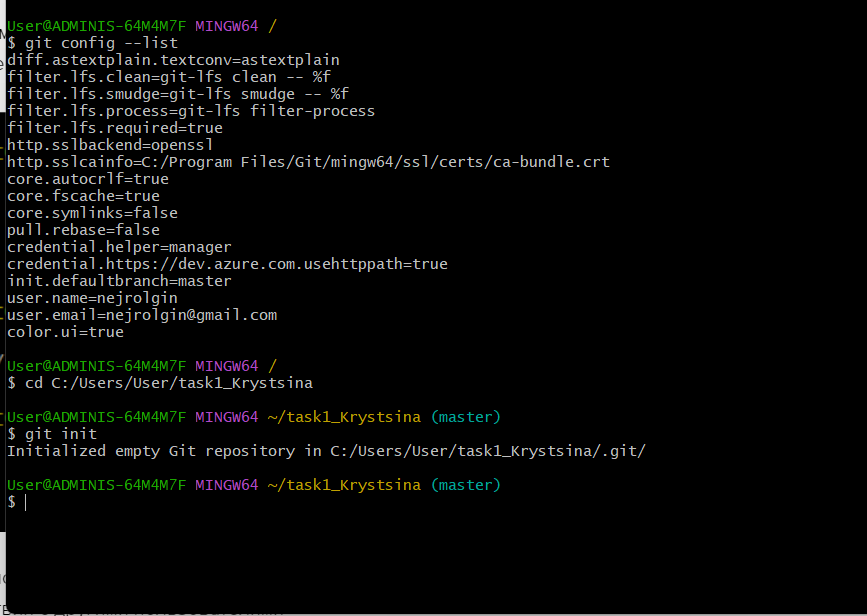 User@ADMINIS-64M4M7F MINGW64 /
$ git config --list
diff.astextplain.textconv=astextplain
filter.lfs.clean=git-lfs clean -- %f
filter.lfs.smudge=git-lfs smudge -- %f
filter.lfs.process=git-lfs filter-process
filter.lfs.required=true
http.sslbackend=openssl
http.sslcainfo=C:/Program Files/Git/mingw64/ssl/certs/ca-bundle.crt
core.autocrlf=true
core.fscache=true
core.symlinks=false
pull.rebase=false
credential.helper=manager
credential.https://dev.azure.com.usehttppath=true
init.defaultbranch=master
user.name=nejrolgin
user.email=nejrolgin@gmail.com
color.ui=true
User@ADMINIS-64M4M7F MINGW64 /
$ cd C:/Users/User/task1_Krystsina
User@ADMINIS-64M4M7F MINGW64 ~/task1_Krystsina (master)
$ git init
Initialized empty Git repository in C:/Users/User/task1_Krystsina/.git/
User@ADMINIS-64M4M7F MINGW64 ~/task1_Krystsina (master)
$